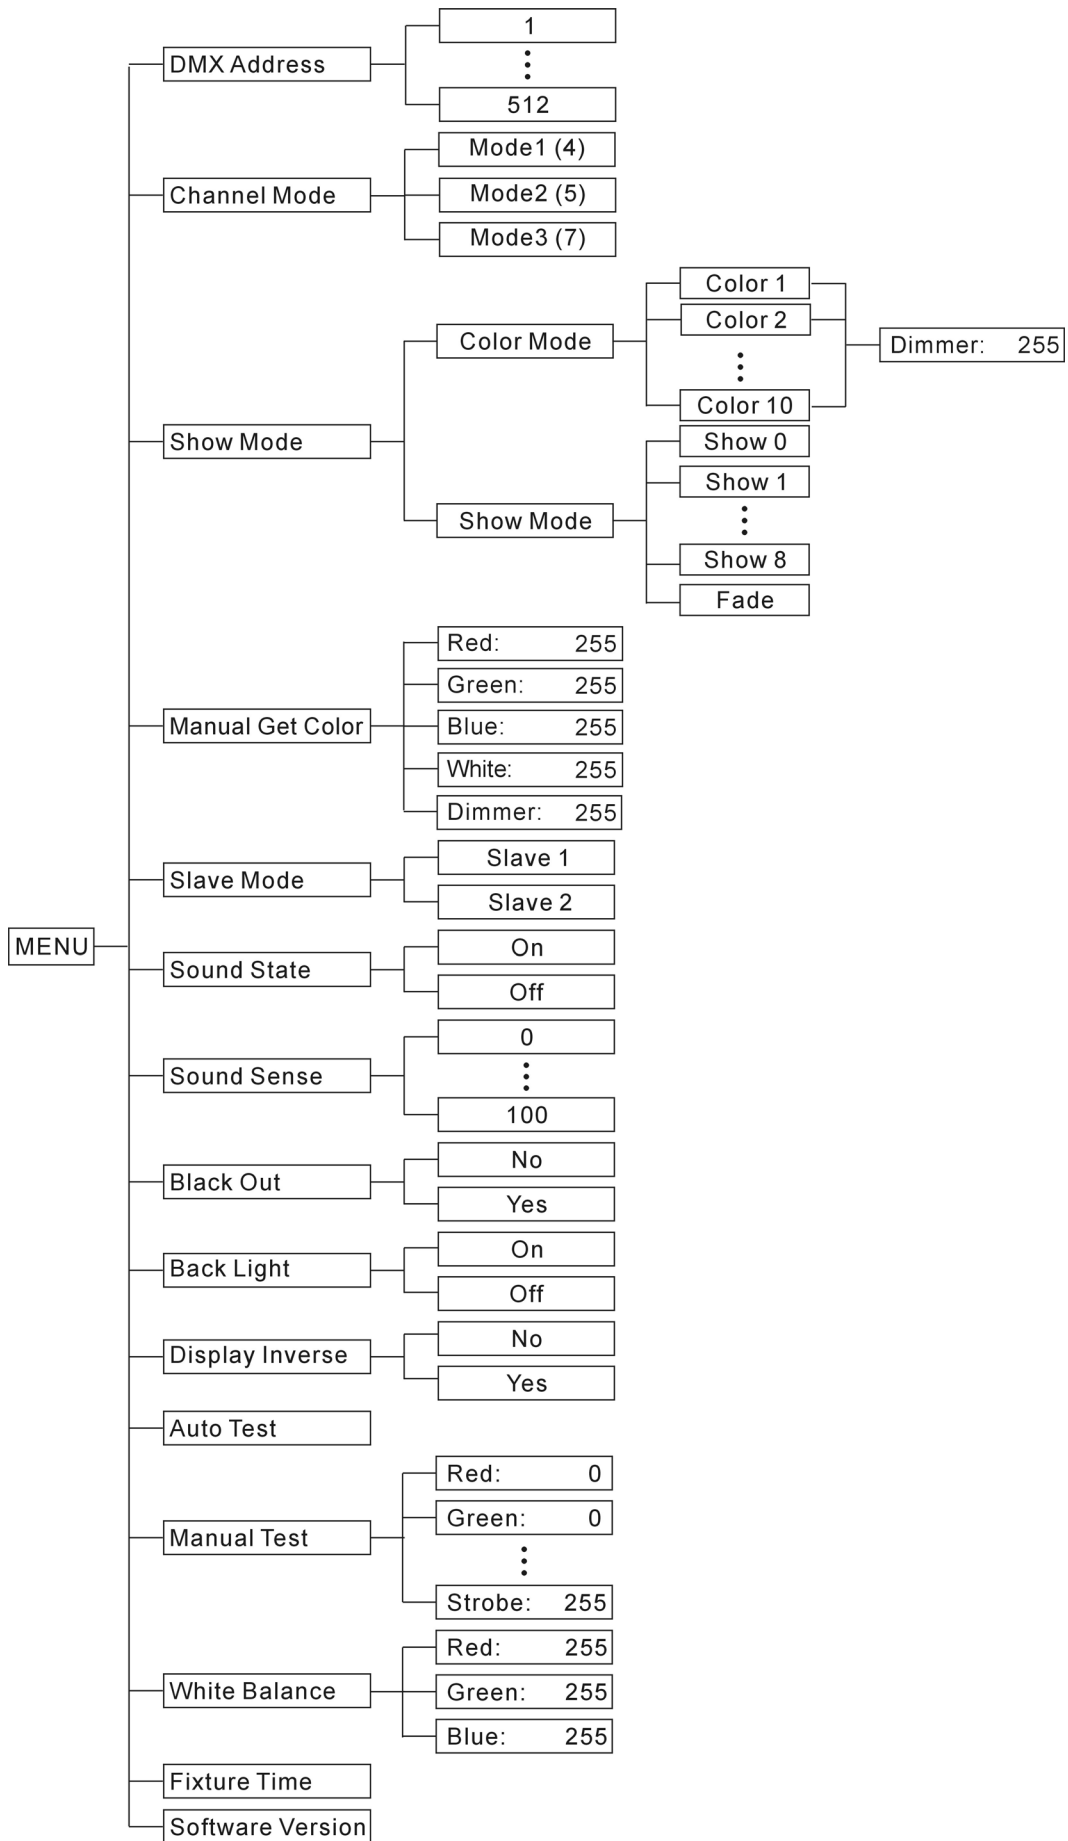 MENU
DMX Address
1
512
Channel Mode
Mode1 (4)
Mode2 (5)
Mode3 (7)
Show Mode
Color Mode
Color 1
Color 2
Color 10
Dimmer: 255
Show Mode
Show 0
Show 1
Show 8
Fade
Manual Get Color
Red: 255
Green: 255
Blue: 255
White: 255
Dimmer: 255
Slave Mode
Slave 1
Slave 2
Sound State
On
Off
Sound Sense
0
100
Black Out
No
Yes
Back Light
On
Off
Display Inverse
No
Yes
Auto Test
Manual Test
Red: 0
Green: 0
Strobe: 255
White Balance
Red: 255
Green: 255
Blue: 255
Fixture Time
Software Version